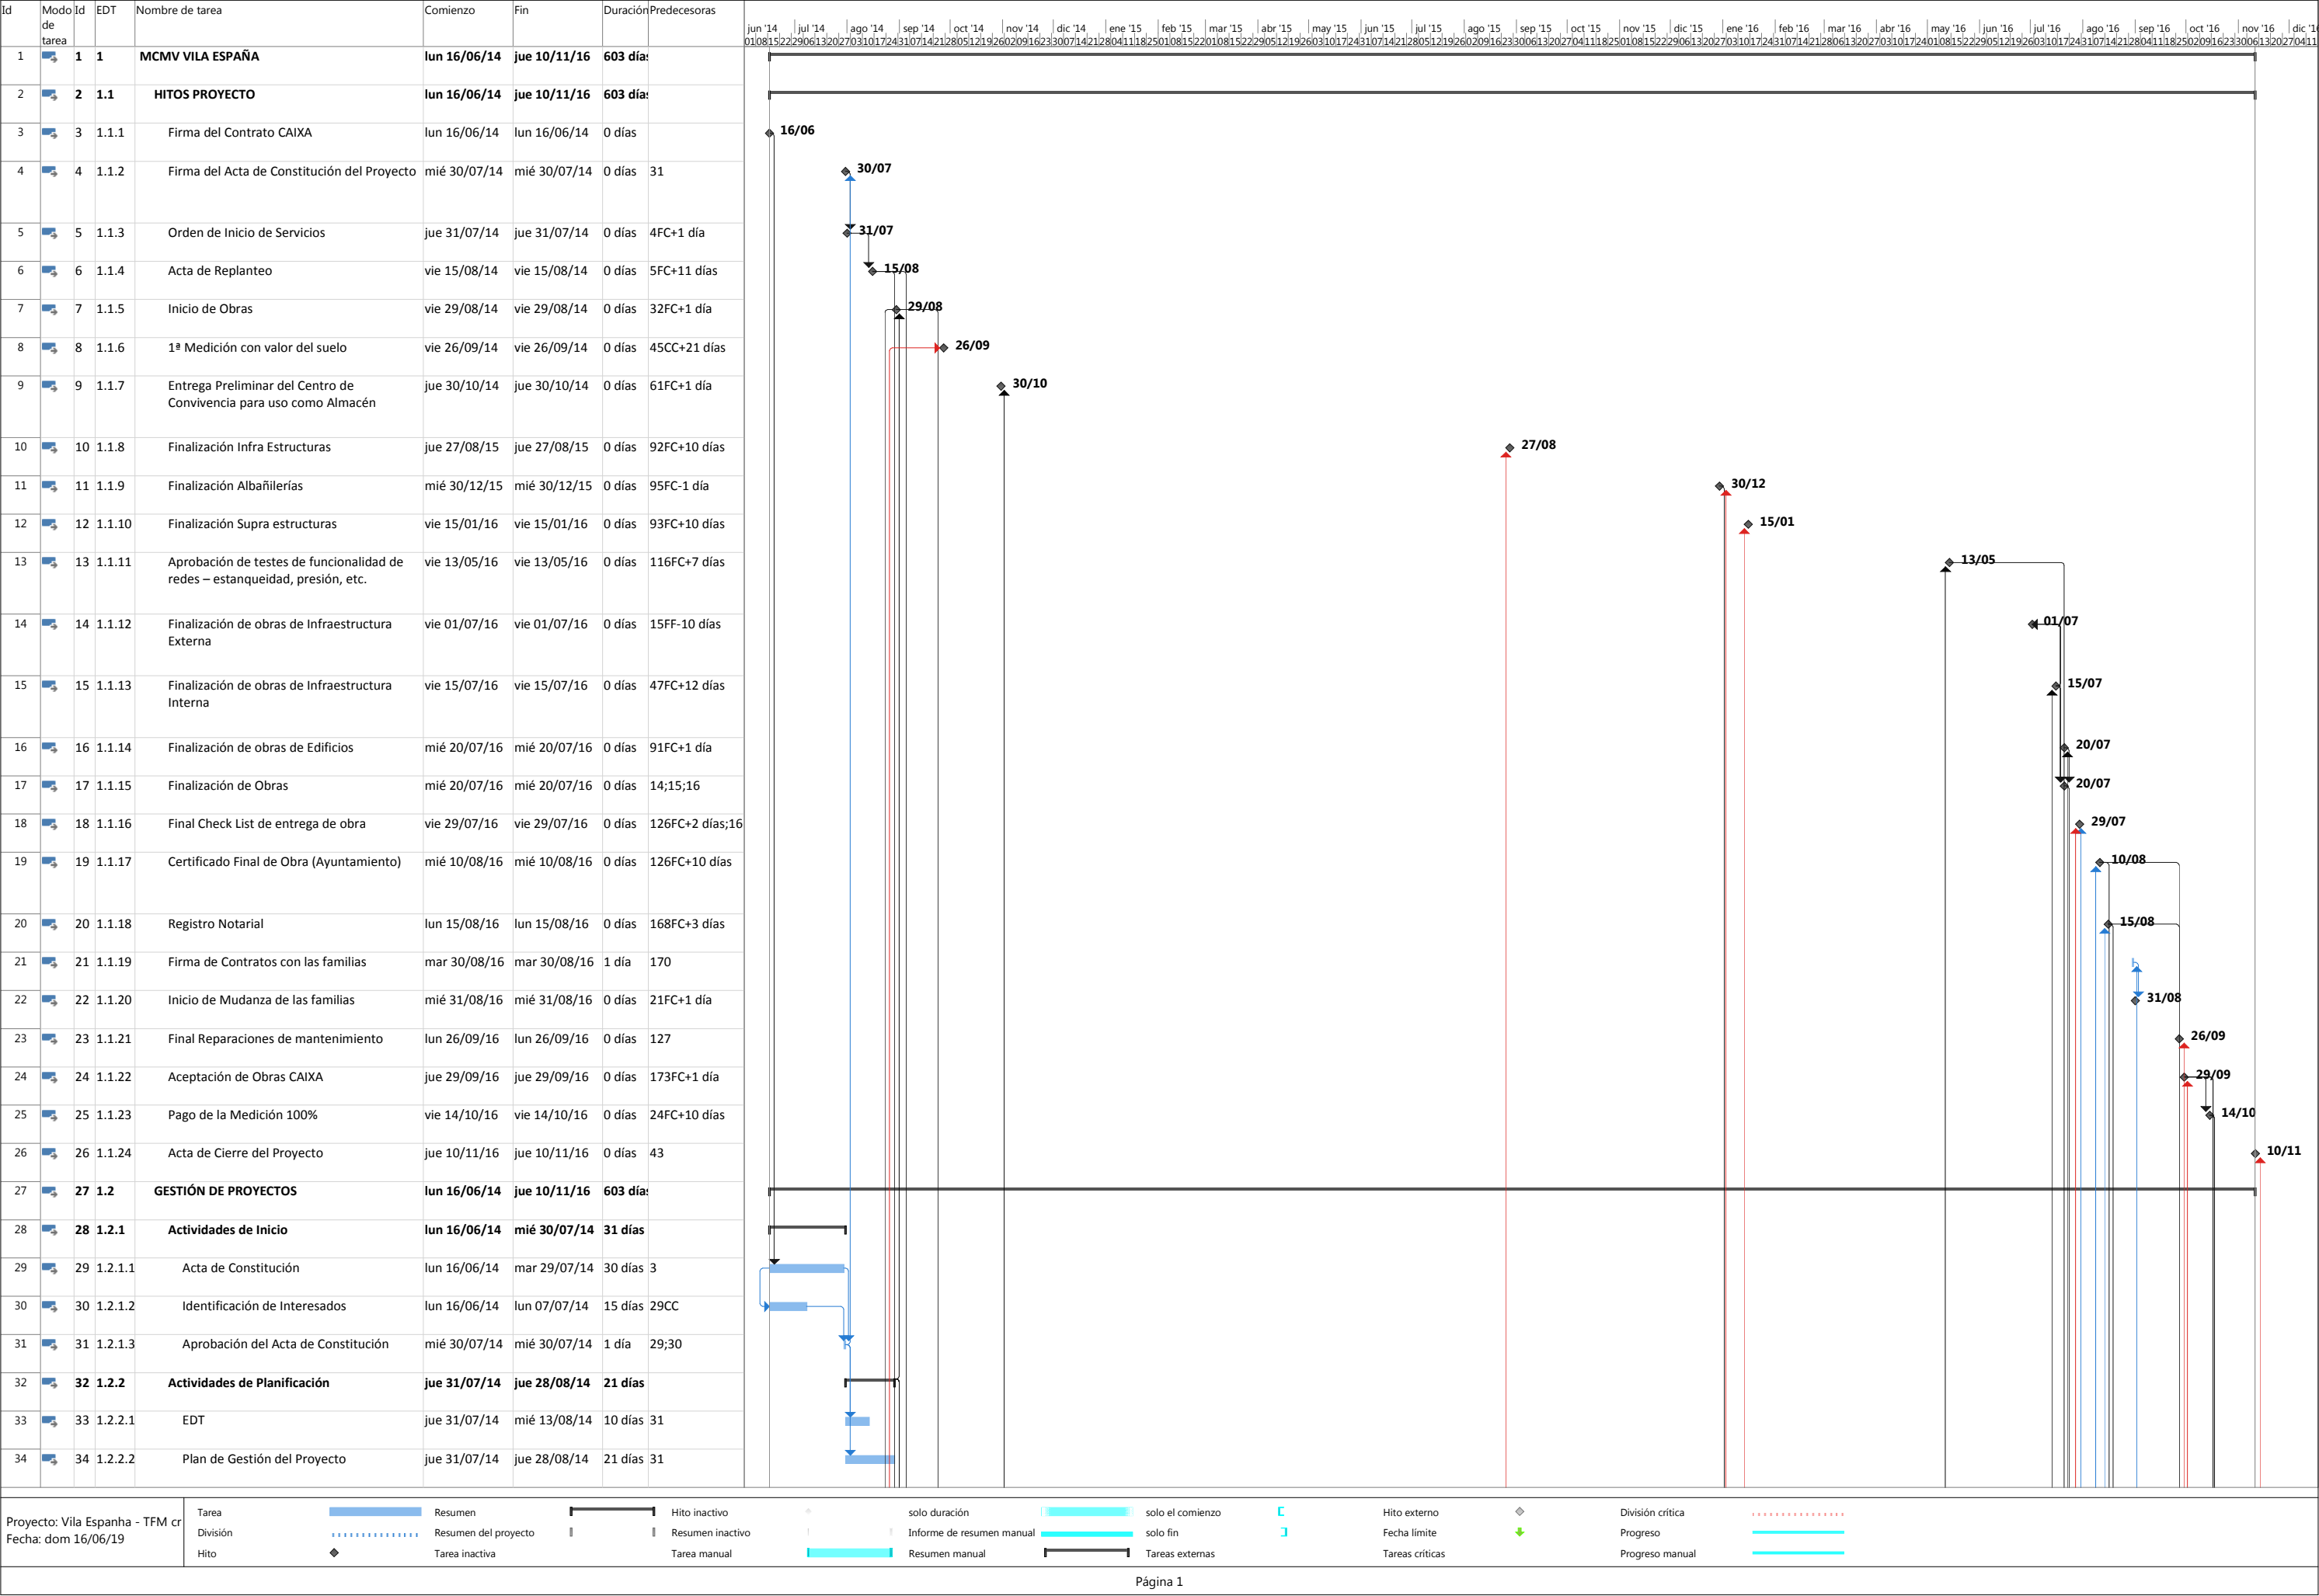 Id Modo de tarea Id EDT Nombre de tarea Comienzo Fin Duración Predecesoras
jun '14 jul '14 ago '14 sep '14 oct '14 nov '14 dic '14 ene '15 feb '15 mar '15 abr '15 may '15 jun '15 jul '15 ago '15 sep '15 oct '15 nov '15 dic '15 ene '16 feb '16 mar '16 abr '16 may '16 jun '16 jul '16 ago '16 sep '16 oct '16 nov '16 dic '1
1 1 1 MCMV VILA ESPAÑA lun 16/06/14 jue 10/11/16 603 días
2 2 1.1 HITOS PROYECTO lun 16/06/14 jue 10/11/16 603 días
3 3 1.1.1 Firma del Contrato CAIXA lun 16/06/14 lun 16/06/14 0 días 16/06
4 4 1.1.2 Firma del Acta de Constitución del Proyecto mié 30/07/14 mié 30/07/14 0 días 31 30/07
5 5 1.1.3 Orden de Inicio de Servicios jue 31/07/14 jue 31/07/14 0 días 4FC+1 día 31/07
6 6 1.1.4 Acta de Replanteo vie 15/08/14 vie 15/08/14 0 días 5FC+11 días 15/08
7 7 1.1.5 Inicio de Obras vie 29/08/14 vie 29/08/14 0 días 32FC+1 día 29/08
8 8 1.1.6 1ª Medición con valor del suelo vie 26/09/14 vie 26/09/14 0 días 45CC+21 días 26/09
9 9 1.1.7 Entrega Preliminar del Centro de jue 30/10/14 jue 30/10/14 0 días 61FC+1 día 30/10
Convivencia para uso como Almacén
10 10 1.1.8 Finalización Infra Estructuras jue 27/08/15 jue 27/08/15 0 días 92FC+10 días 27/08
11 11 1.1.9 Finalización Albañilerías mié 30/12/15 mié 30/12/15 0 días 95FC-1 día 30/12
12 12 1.1.10 Finalización Supra estructuras vie 15/01/16 vie 15/01/16 0 días 93FC+10 días 15/01
13 13 1.1.11 Aprobación de testes de funcionalidad de vie 13/05/16 vie 13/05/16 0 días 116FC+7 días 13/05
redes – estanqueidad, presión, etc.
14 14 1.1.12 Finalización de obras de Infraestructura vie 01/07/16 vie 01/07/16 0 días 15FF-10 días 01/07
Externa
15 15 1.1.13 Finalización de obras de Infraestructura vie 15/07/16 vie 15/07/16 0 días 47FC+12 días 15/07
Interna
16 16 1.1.14 Finalización de obras de Edificios mié 20/07/16 mié 20/07/16 0 días 91FC+1 día 20/07
17 17 1.1.15 Finalización de Obras mié 20/07/16 mié 20/07/16 0 días 14;15;16 20/07
18 18 1.1.16 Final Check List de entrega de obra vie 29/07/16 vie 29/07/16 0 días 126FC+2 días;16 29/07
19 19 1.1.17 Certificado Final de Obra (Ayuntamiento) mié 10/08/16 mié 10/08/16 0 días 126FC+10 días 10/08
20 20 1.1.18 Registro Notarial lun 15/08/16 lun 15/08/16 0 días 168FC+3 días 15/08
21 21 1.1.19 Firma de Contratos con las familias mar 30/08/16 mar 30/08/16 1 día 170
22 22 1.1.20 Inicio de Mudanza de las familias mié 31/08/16 mié 31/08/16 0 días 21FC+1 día 31/08
23 23 1.1.21 Final Reparaciones de mantenimiento lun 26/09/16 lun 26/09/16 0 días 127 26/09
24 24 1.1.22 Aceptación de Obras CAIXA jue 29/09/16 jue 29/09/16 0 días 173FC+1 día 29/09
25 25 1.1.23 Pago de la Medición 100% vie 14/10/16 vie 14/10/16 0 días 24FC+10 días 14/10
26 26 1.1.24 Acta de Cierre del Proyecto jue 10/11/16 jue 10/11/16 0 días 43 10/11
27 27 1.2 GESTIÓN DE PROYECTOS lun 16/06/14 jue 10/11/16 603 días
28 28 1.2.1 Actividades de Inicio lun 16/06/14 mié 30/07/14 31 días
29 29 1.2.1.1 Acta de Constitución lun 16/06/14 mar 29/07/14 30 días 3
30 30 1.2.1.2 Identificación de Interesados lun 16/06/14 lun 07/07/14 15 días 29CC
31 31 1.2.1.3 Aprobación del Acta de Constitución mié 30/07/14 mié 30/07/14 1 día 29;30
32 32 1.2.2 Actividades de Planificación jue 31/07/14 jue 28/08/14 21 días
33 33 1.2.2.1 EDT jue 31/07/14 mié 13/08/14 10 días 31
34 34 1.2.2.2 Plan de Gestión del Proyecto jue 31/07/14 jue 28/08/14 21 días 31
Proyecto: Vila Espanha - TFM cr
Fecha: dom 16/06/19
Tarea Resumen Hito inactivo solo duración solo el comienzo Hito externo División crítica
División Resumen del proyecto Resumen inactivo Informe de resumen manual solo fin Fecha límite Progreso
Hito Tarea inactiva Tarea manual Resumen manual Tareas externas Tareas críticas Progreso manual
Página 1